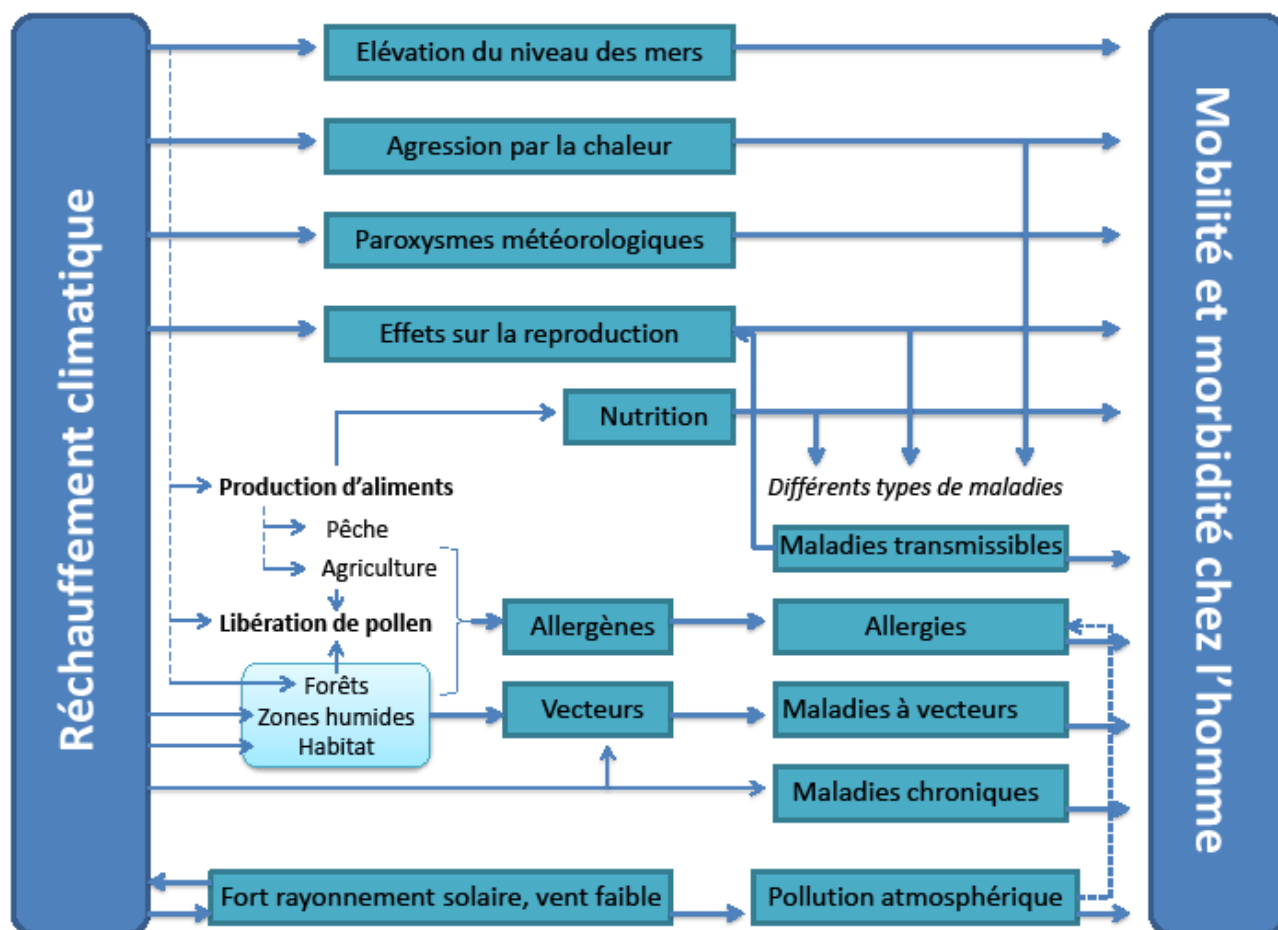 Réchauffement climatique
Elévation du niveau des mers
Agression par la chaleur
Paroxysmes météorologiques
Effets sur la reproduction
Nutrition
Production d'aliments
Différents types de maladies
Pêche
Maladies transmissibles
Agriculture
Libération de pollen
Allergènes
Allergies
Forêts
Zones humides
Habitat
Vecteurs
Maladies à vecteurs
Maladies chroniques
Fort rayonnement solaire, vent faible
Pollution atmosphérique
Mobilité et morbidité chez l'homme